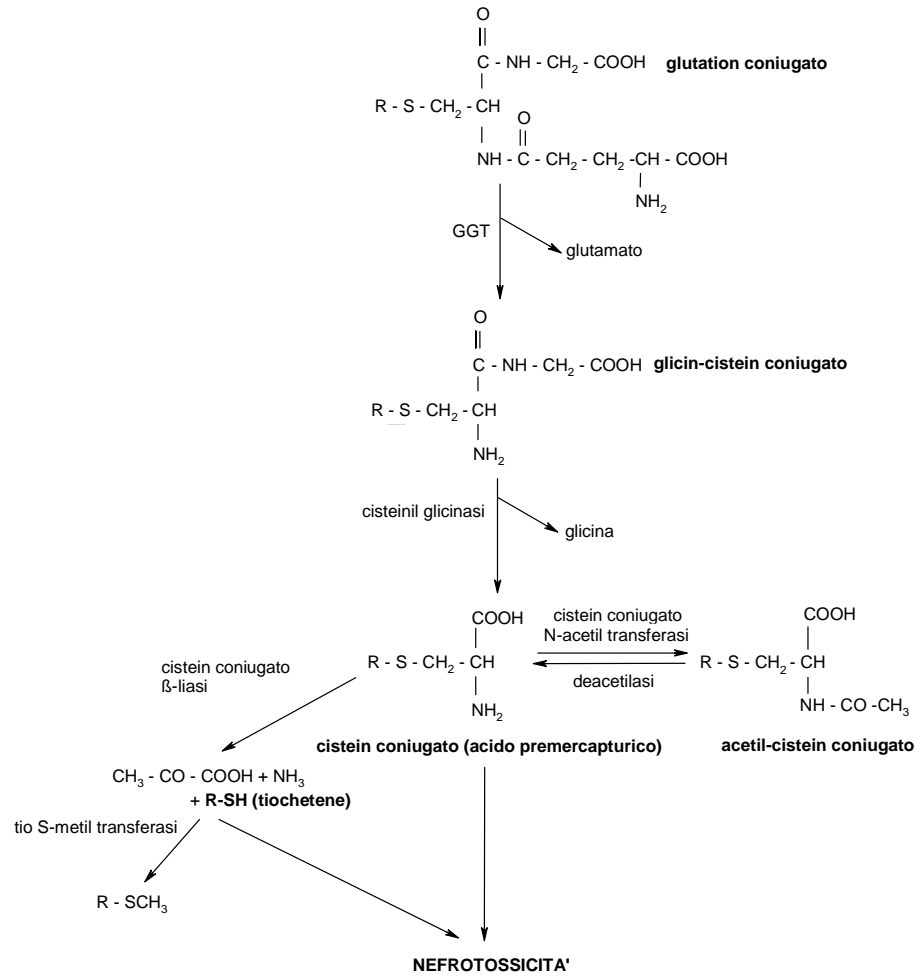 O
||
C - NH - CH2 - COOH glutation coniugato
|
R - S - CH2 - CH
| O
||
NH - C - CH2 - CH2 - CH - COOH
|
NH2
GGT
glutamato
O
||
C - NH - CH2 - COOH glicin-cistein coniugato
|
R - S - CH2 - CH
|
NH2
cisteinil glicinasi
glicina
COOH
|
R - S - CH2 - CH
|
NH2
cistein coniugato (acido premercapturico)
cistein coniugato
N-acetil transferasi
deacetilasi
COOH
|
R - S - CH2 - CH
|
NH - CO - CH3
acetil-cistein coniugato
cistein coniugato
ß-liasi
CH3 - CO - COOH + NH3
+ R-SH (tiochetene)
tio S-metil transferasi
R - SCH3
NEFROTOSSICITA'